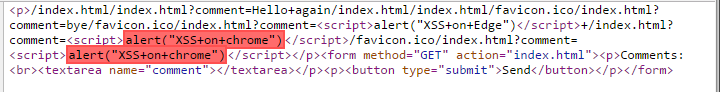 <p>/index.html/index.html?comment=Hello+again/index.html/index.html/favicon.ico/index.html?
comment=bye/favicon.ico/index.html?comment=<script>alert("XSS+on+Edge")</script>+/index.html?
comment=<script>alert("XSS+on+chrome")</script>/favicon.ico/index.html?comment=
<script>alert("XSS+on+chrome")</script></p><form method="GET" action="index.html"><p>Comments:
<br><textarea name="comment"></textarea></p><p><button type="submit">Send</button></p></form>